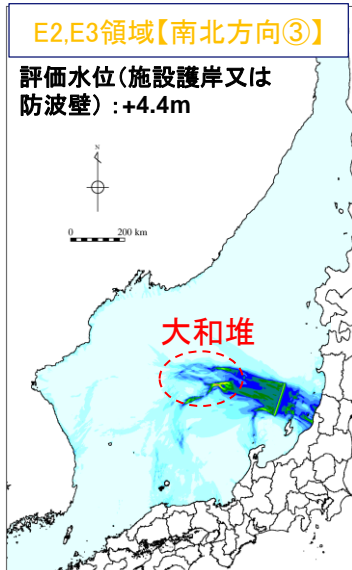 E2,E3領域【南北方向③】
評価水位(施設護岸又は
防波壁）:+4.4m
N
0 200 km
大和堆